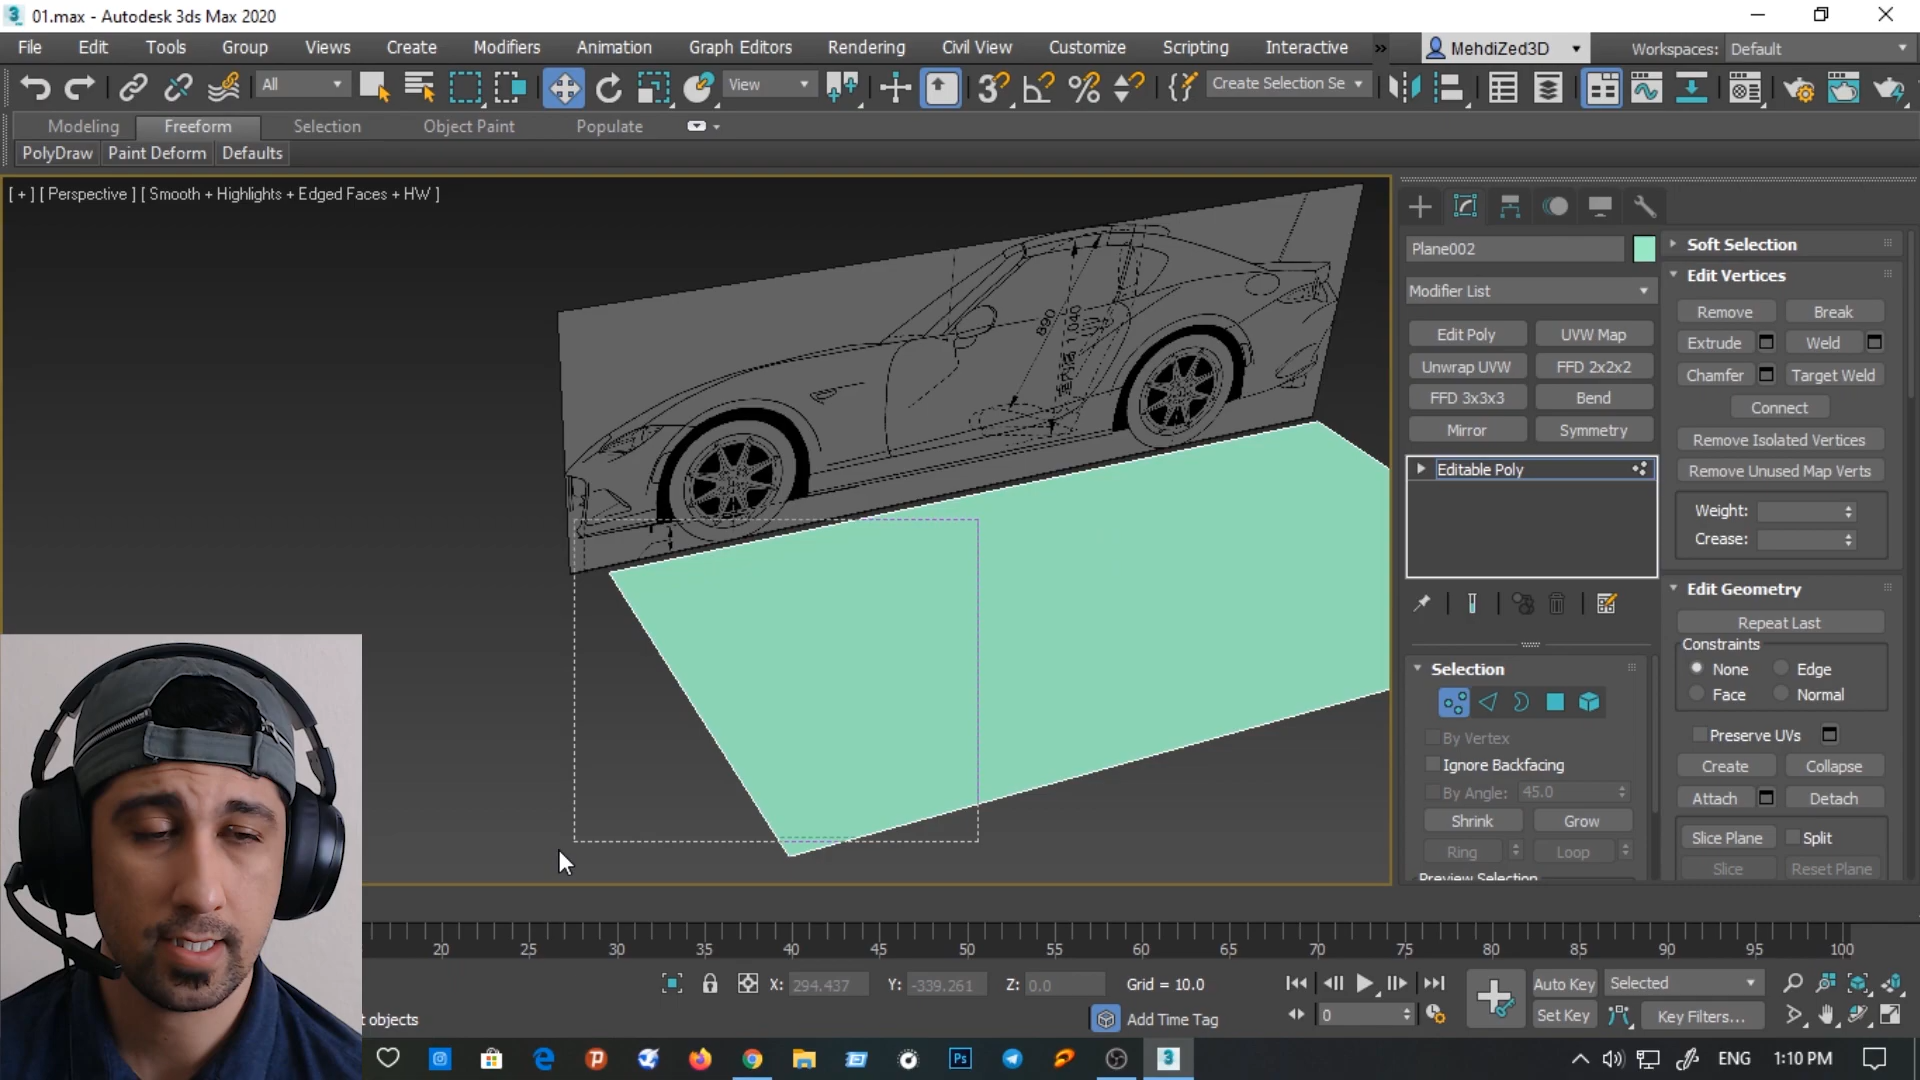 01.max - Autodesk 3ds Max 2020
File Edit Tools Group Views Create Modifiers Animation Graph Editors Rendering Civil View Customize Scripting Interactive » MehdiZed3D Workspaces: Default
All View Create Selection Se
Modeling Freeform Selection Object Paint Populate
PolyDraw Paint Deform Defaults
[ + ] [ Perspective ] [ Smooth + Highlights + Edged Faces + HW ]
890
1,040
Plane002
Modifier List
Edit Poly UVW Map
Unwrap UVW FFD 2x2x2
FFD 3x3x3 Bend
Mirror Symmetry
Editable Poly
Selection
By Vertex
Ignore Backfacing
By Angle: 45.0
Shrink Grow
Ring Loop
Preview Selection
Soft Selection
Edit Vertices
Remove Break
Extrude Weld
Chamfer Target Weld
Connect
Remove Isolated Vertices
Remove Unused Map Verts
Weight:
Crease:
Edit Geometry
Repeat Last
Constraints
None Edge
Face Normal
Preserve UVs
Create Collapse
Attach Detach
Slice Plane Split
Slice Reset Plane
20 25 30 35 40 45 50 55 60 65 70 75 80 85 90 95 100
X: 294.437 Y: -339.261 Z: 0.0 Grid = 10.0 Auto Key Selected
t objects Add Time Tag 0 Set Key Key Filters...
Ps 3 ENG 1:10 PM